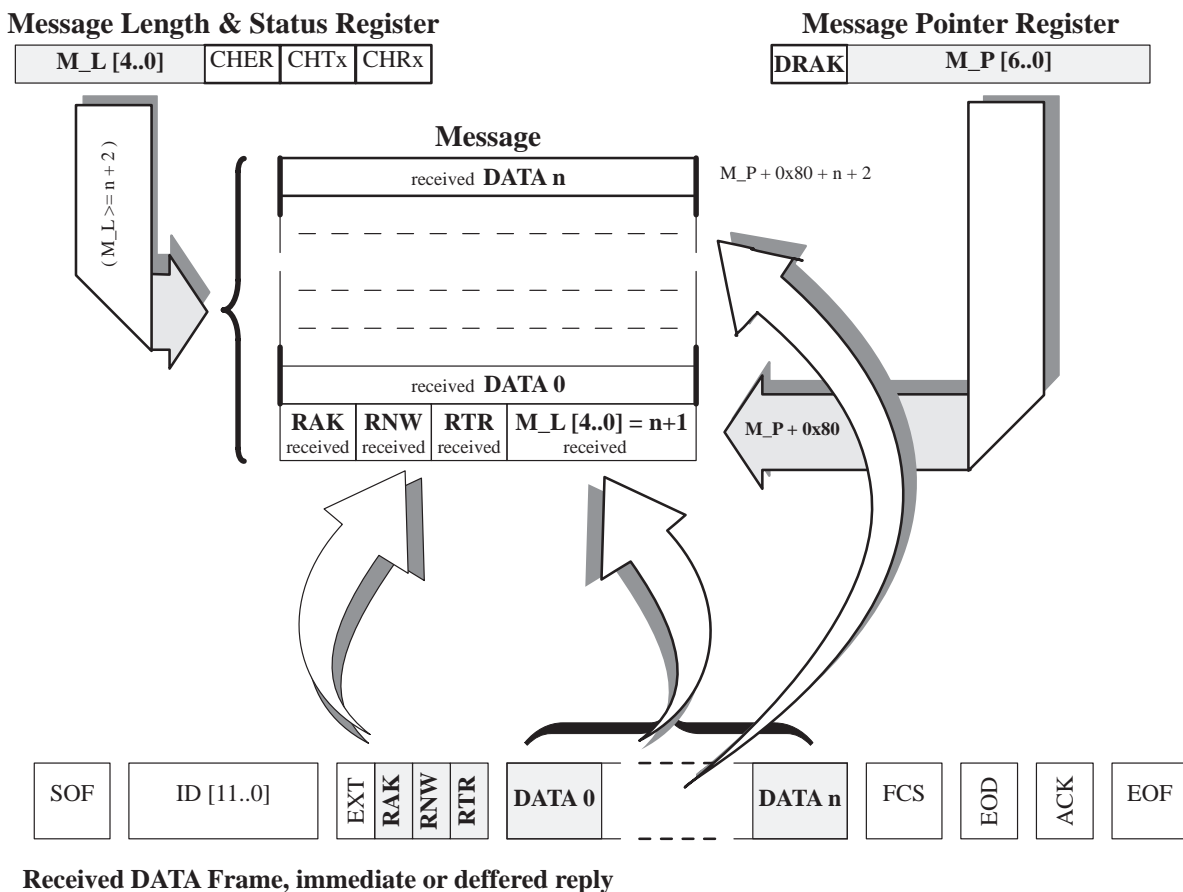 Message Length & Status Register
Message Pointer Register
M_L [4..0] CHER CHTx CHRx
DRAK M_P [6..0]
Message
received DATA n
M_P + 0x80 + n + 2
( M_L >= n + 2 )
received DATA 0
RAK RNW RTR M_L [4..0] = n+1
received received received received
M_P + 0x80
SOF ID [11..0] EXT RAK RNW RTR DATA 0 DATA n FCS EOD ACK EOF
Received DATA Frame, immediate or deffered reply